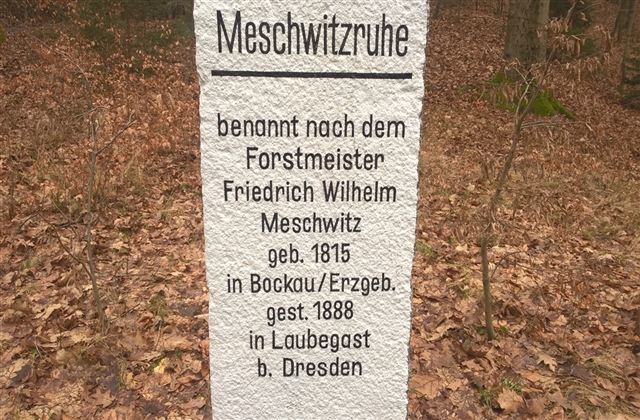 Meschwitzruhe
benannt nach dem
Forstmeister
Friedrich Wilhelm
Meschwitz
geb. 1815
in Bockau/Erzgeb.
gest. 1888
in Laubegast
b. Dresden